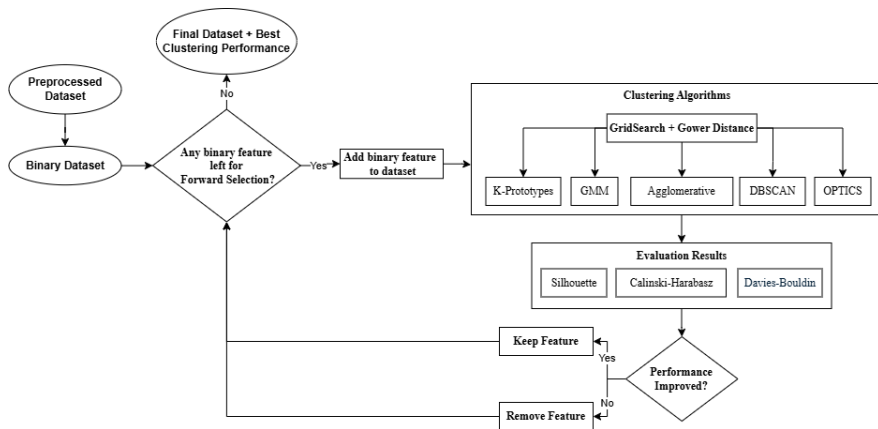 Final Dataset + Best
Clustering Performance
Preprocessed
Dataset
No
Clustering Algorithms
GridSearch + Gower Distance
Any binary feature
left for
Forward Selection?
Binary Dataset
Yes
Add binary feature
to dataset
K-Prototypes
GMM
Agglomerative
DBSCAN
OPTICS
Evaluation Results
Silhouette
Calinski-Harabasz
Davies-Bouldin
Keep Feature
Yes
Performance
Improved?
No
Remove Feature